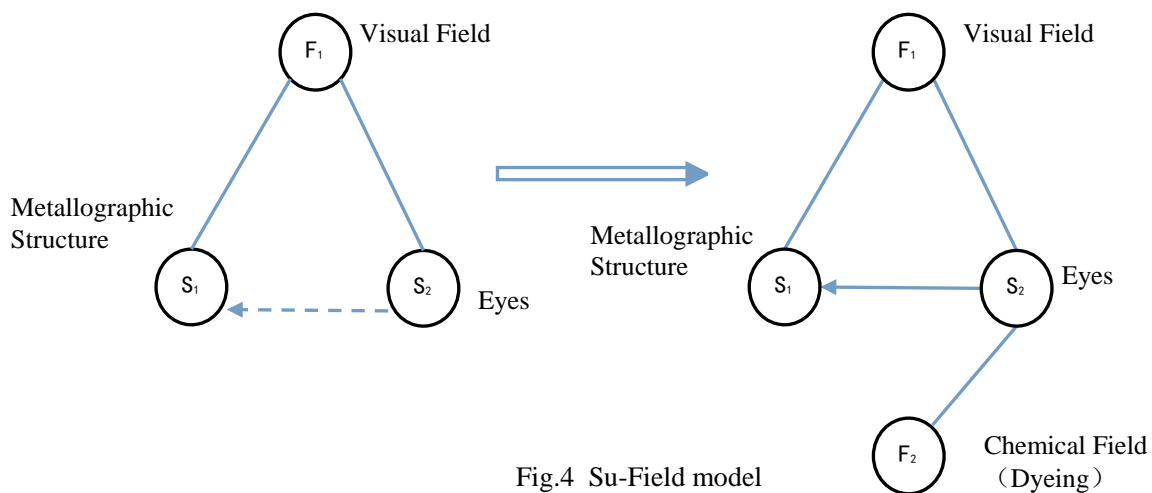 F₁
Visual Field
F₁
Visual Field
Metallographic
Structure
S₁
S₂
Eyes
Metallographic
Structure
S₁
S₂
Eyes
F₂
Chemical Field
（Dyeing）
Fig.4 Su-Field model